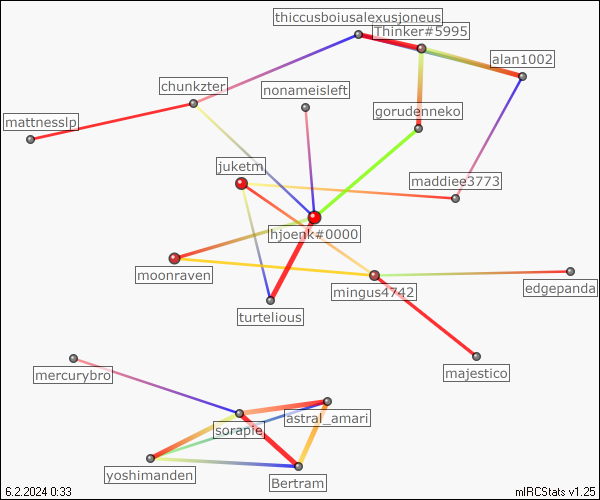 thiccusboiusalexusjoneus
Thinker#5995
alan1002
chunkzter
nonameisleft
gorudenneko
mattnesslp
juketm
maddiee3773
hjoenk#0000
moonraven
mingus4742
edgepanda
turtelious
majestico
mercurybro
astral_amari
sorapie
yoshimanden
Bertram
6.2.2024 0:33
mIRCStats v1.25